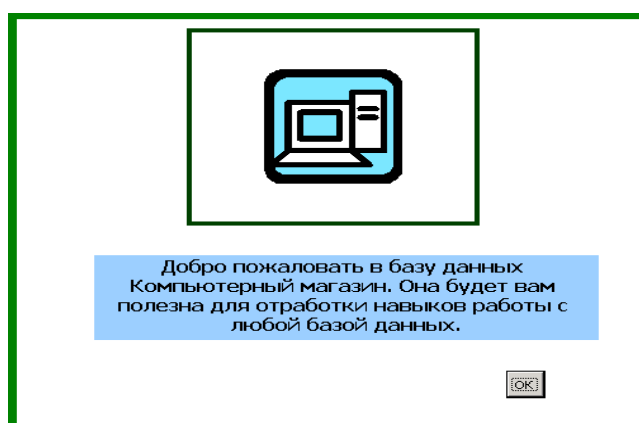 Добро пожаловать в базу данных
Компьютерный магазин. Она будет вам
полезна для отработки навыков работы с
любой базой данных.
OK